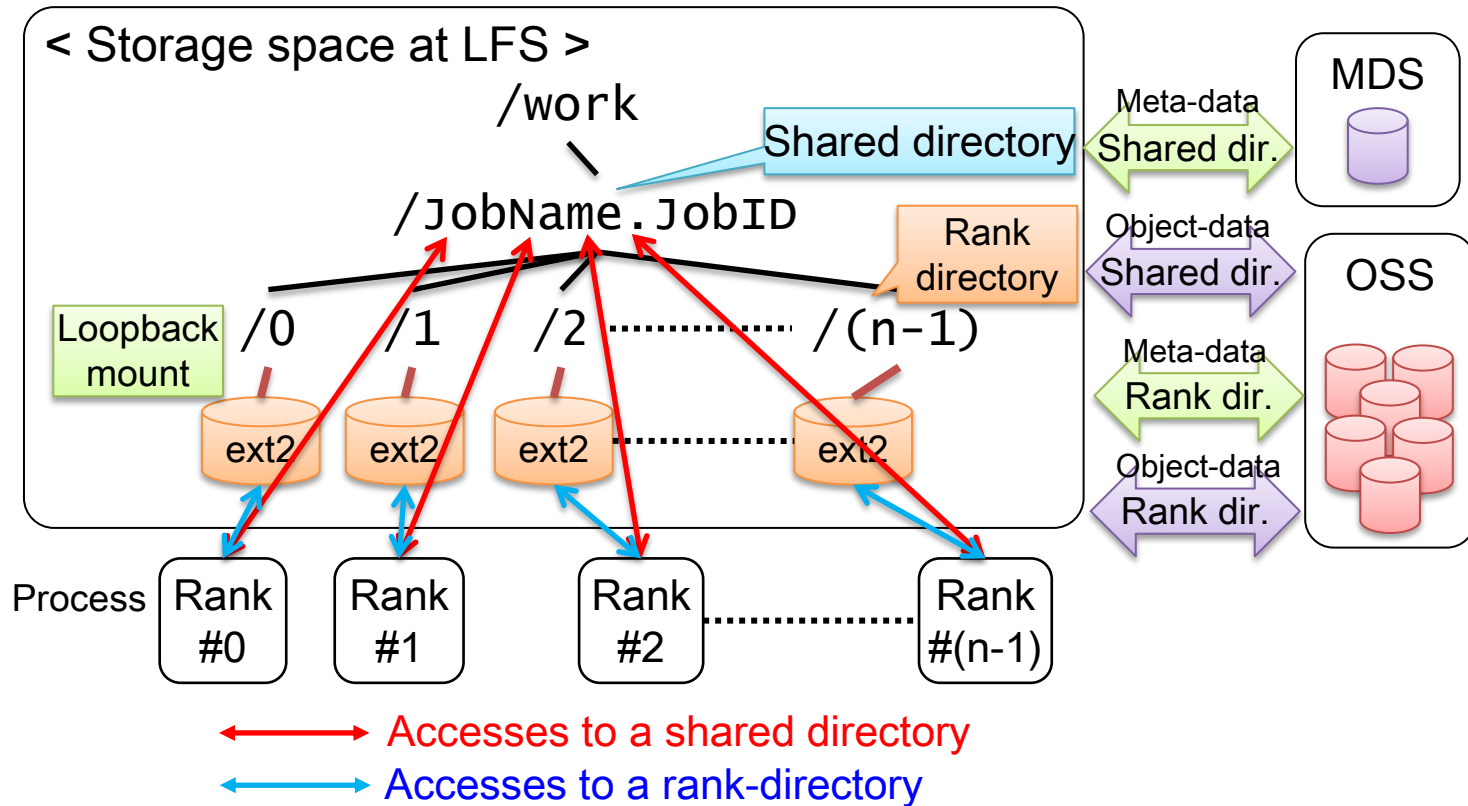 < Storage space at LFS >
/work
Shared directory
/JobName.JobID
Rank
directory
Loopback
mount
/0
/1
/2
/(n-1)
ext2
ext2
ext2
ext2
Process
Rank
#0
Rank
#1
Rank
#2
Rank
#(n-1)
Accesses to a shared directory
Accesses to a rank-directory
Meta-data
Shared dir.
MDS
Object-data
Shared dir.
OSS
Meta-data
Rank dir.
Object-data
Rank dir.